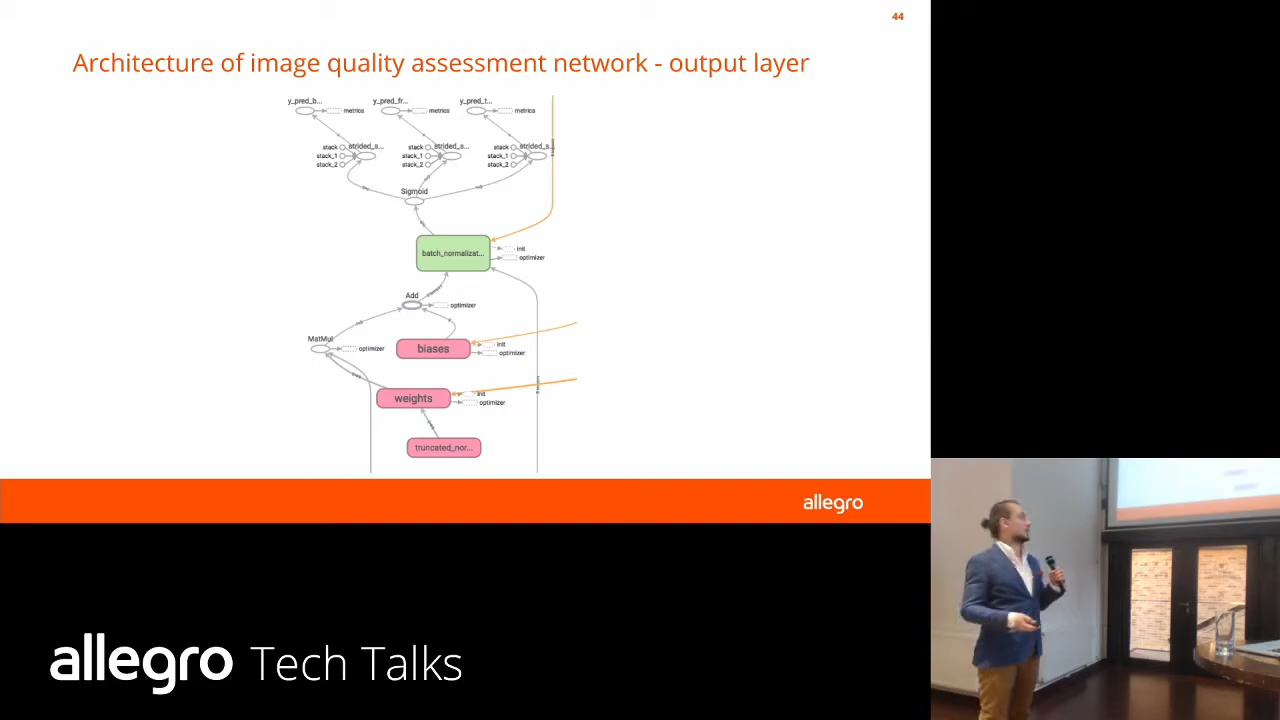 44
Architecture of image quality assessment network - output layer
y_pred_b... metrics y_pred_fr... metrics y_pred_t... metrics
stack strided_s... stack strided_s... stack strided_s...
stack_1 stack_1 stack_1
stack_2 stack_2 stack_2
Sigmoid
batch_normalizat... init
optimizer
Add
optimizer
MatMul
optimizer
biases init
optimizer
weights init
optimizer
truncated_nor...
allegro
allegro Tech Talks